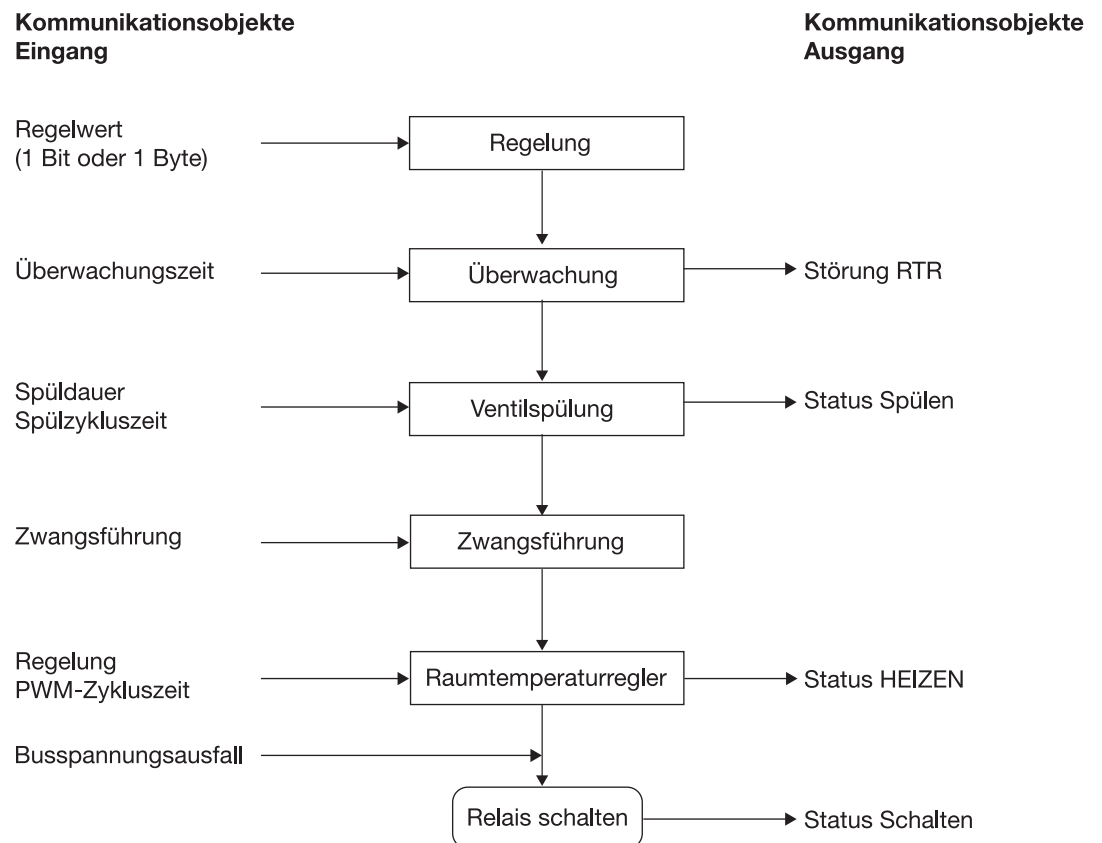 Kommunikationsobjekte
Eingang
Kommunikationsobjekte
Ausgang
Regelwert
(1 Bit oder 1 Byte)
Regelung
Überwachungszeit
Überwachung
Störung RTR
Spüldauer
Spülzykluszeit
Ventilspülung
Status Spülen
Zwangsführung
Zwangsführung
Regelung
PWM-Zykluszeit
Raumtemperaturregler
Status HEIZEN
Busspannungsausfall
Relais schalten
Status Schalten